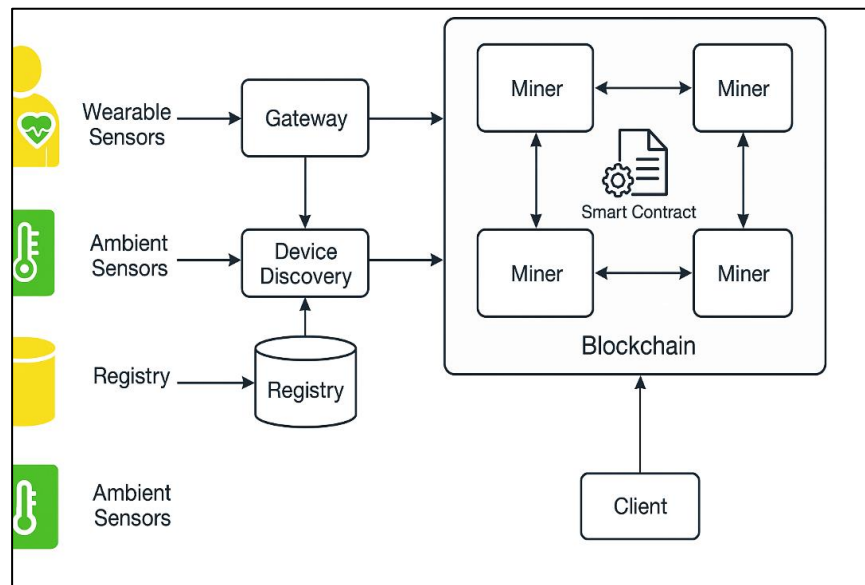 Wearable
Sensors
Gateway
Miner
Miner
Smart Contract
Ambient
Sensors
Device
Discovery
Miner
Miner
Blockchain
Registry
Registry
Ambient
Sensors
Client